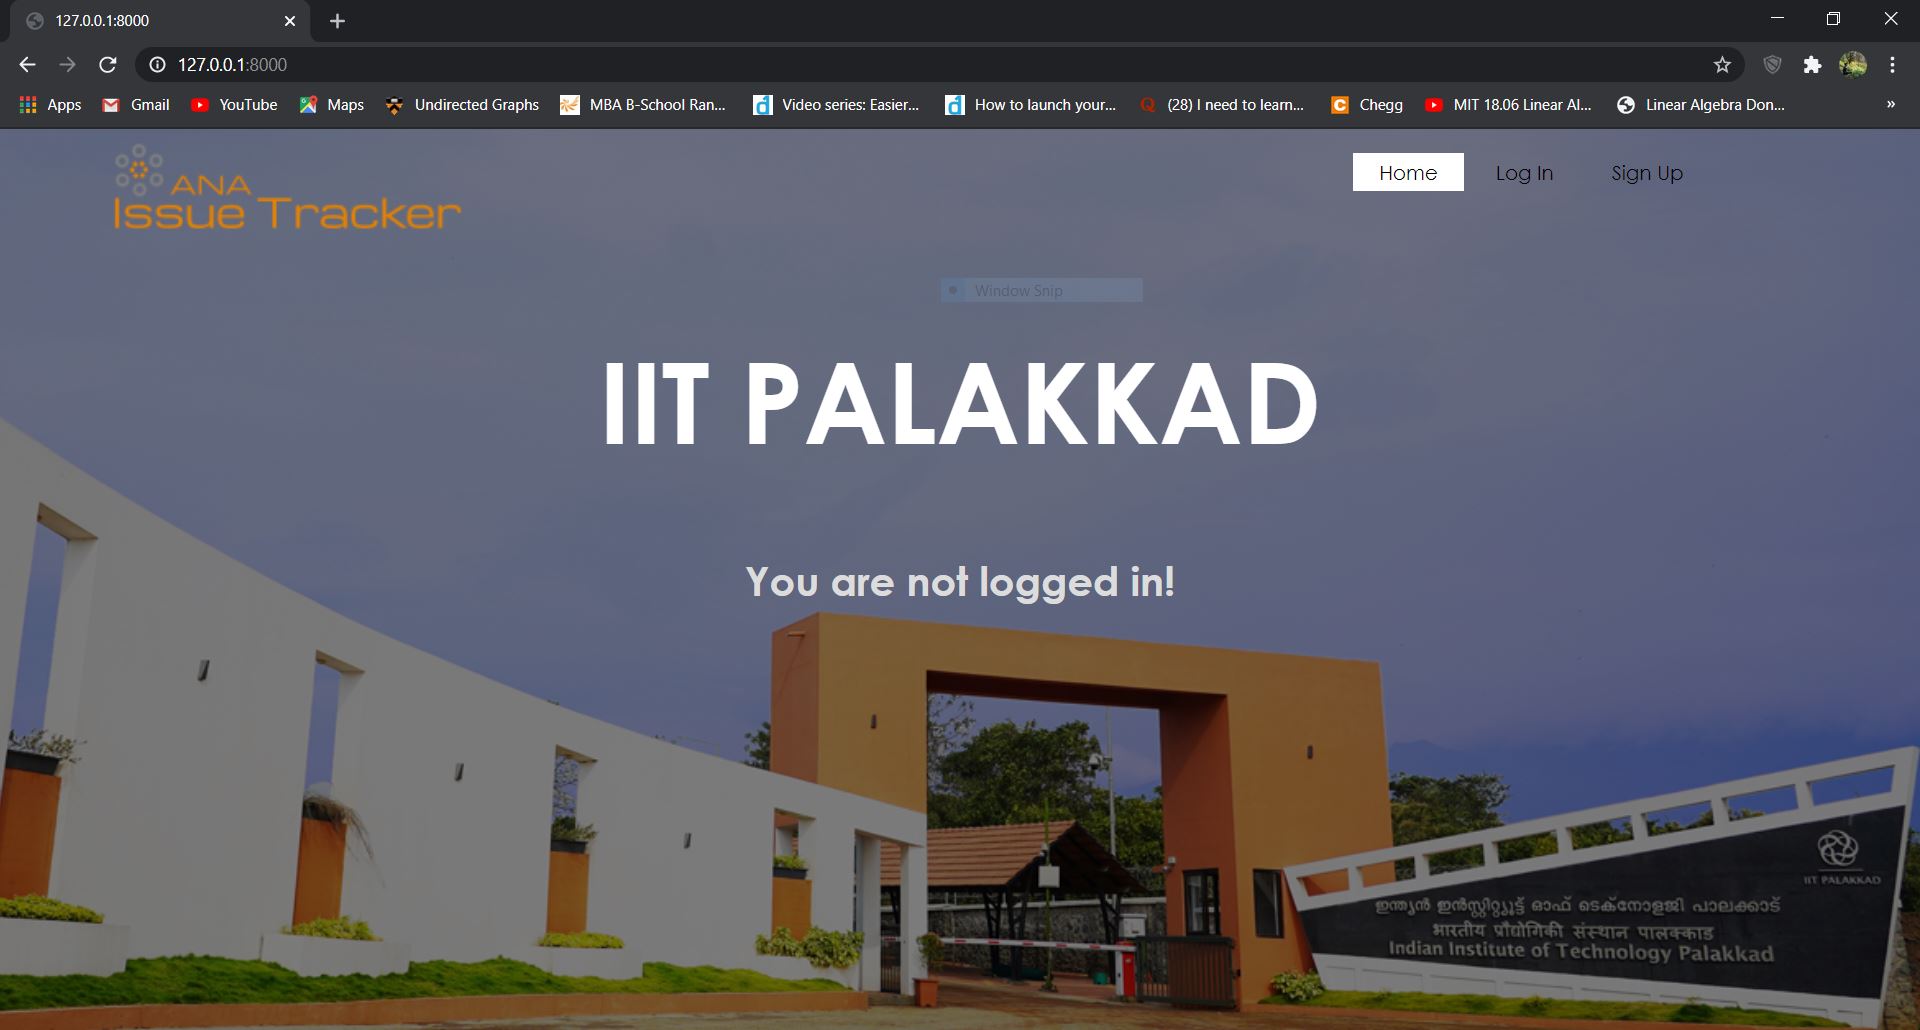 127.0.0.1:8000
127.0.0.1:8000
Apps
Gmail
YouTube
Maps
Undirected Graphs
MBA B-School Ran...
Video series: Easier...
How to launch your...
(28) I need to learn...
Chegg
MIT 18.06 Linear Al...
Linear Algebra Don...
»
ANA
Issue Tracker
Home
Log In
Sign Up
Window Snip
IIT PALAKKAD
You are not logged in!
IIT PALAKKAD
ഇന്ത്യൻ ഇൻസ്റ്റിറ്റ്യൂട്ട് ഓഫ് ടെക്നോളജി പാലക്കാട്
भारतीय प्रौद्योगिकी संस्थान पालक्काड
Indian Institute of Technology Palakkad